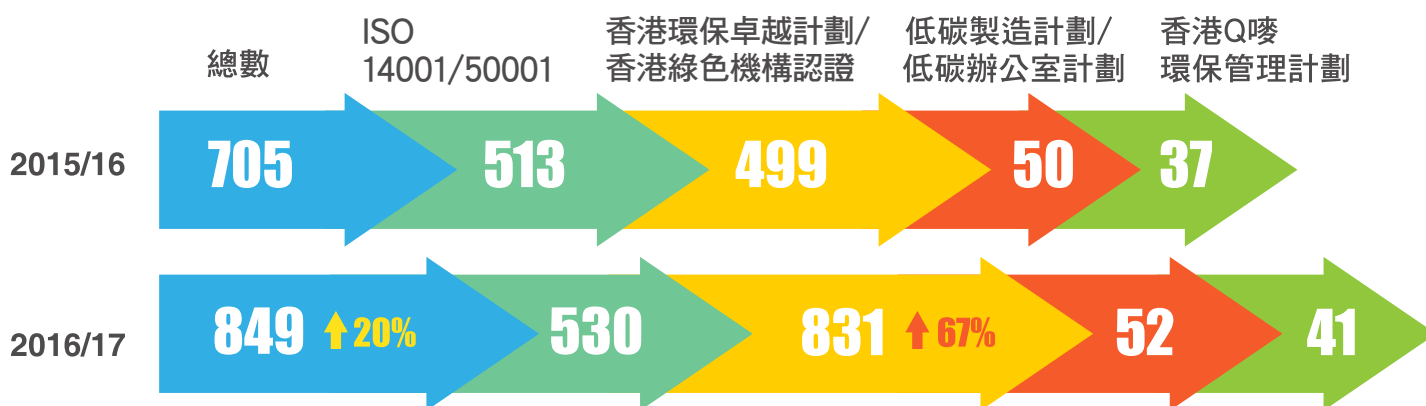 總數
ISO
14001/50001
香港環保卓越計劃/
香港綠色機構認證
低碳製造計劃/
低碳辦公室計劃
香港Q嘜
環保管理計劃
2015/16
705
513
499
50
37
2016/17
849
20%
530
831
67%
52
41